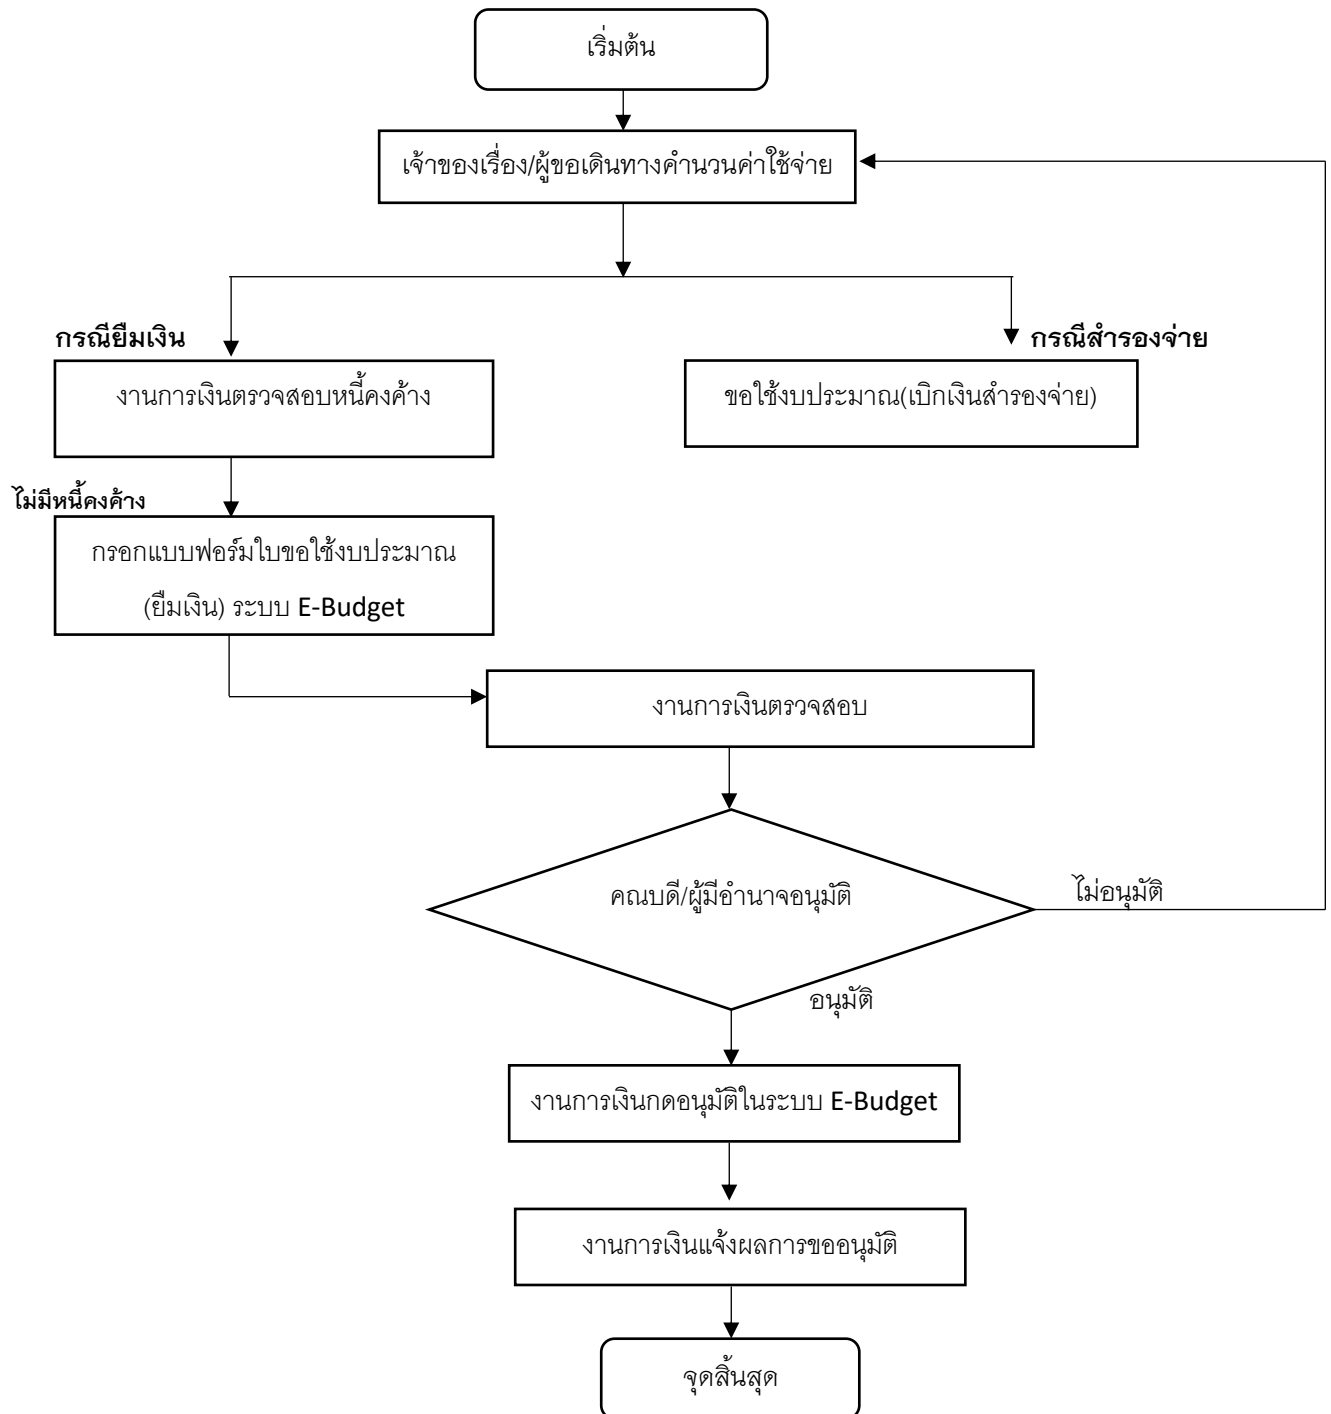 เริ่มต้น
เจ้าของเรื่อง/ผู้ขอเดินทางคำนวนค่าใช้จ่าย
กรณียืมเงิน
กรณีสำรองจ่าย
งานการเงินตรวจสอบหนี้คงค้าง
ขอใช้งบประมาณ(เบิกเงินสำรองจ่าย)
ไม่มีหนี้คงค้าง
กรอกแบบฟอร์มใบขอใช้งบประมาณ
(ยืมเงิน) ระบบ E-Budget
งานการเงินตรวจสอบ
คณบดี/ผู้มีอำนาจอนุมัติ
ไม่อนุมัติ
อนุมัติ
งานการเงินกดอนุมัติในระบบ E-Budget
งานการเงินแจ้งผลการขออนุมัติ
จุดสิ้นสุด